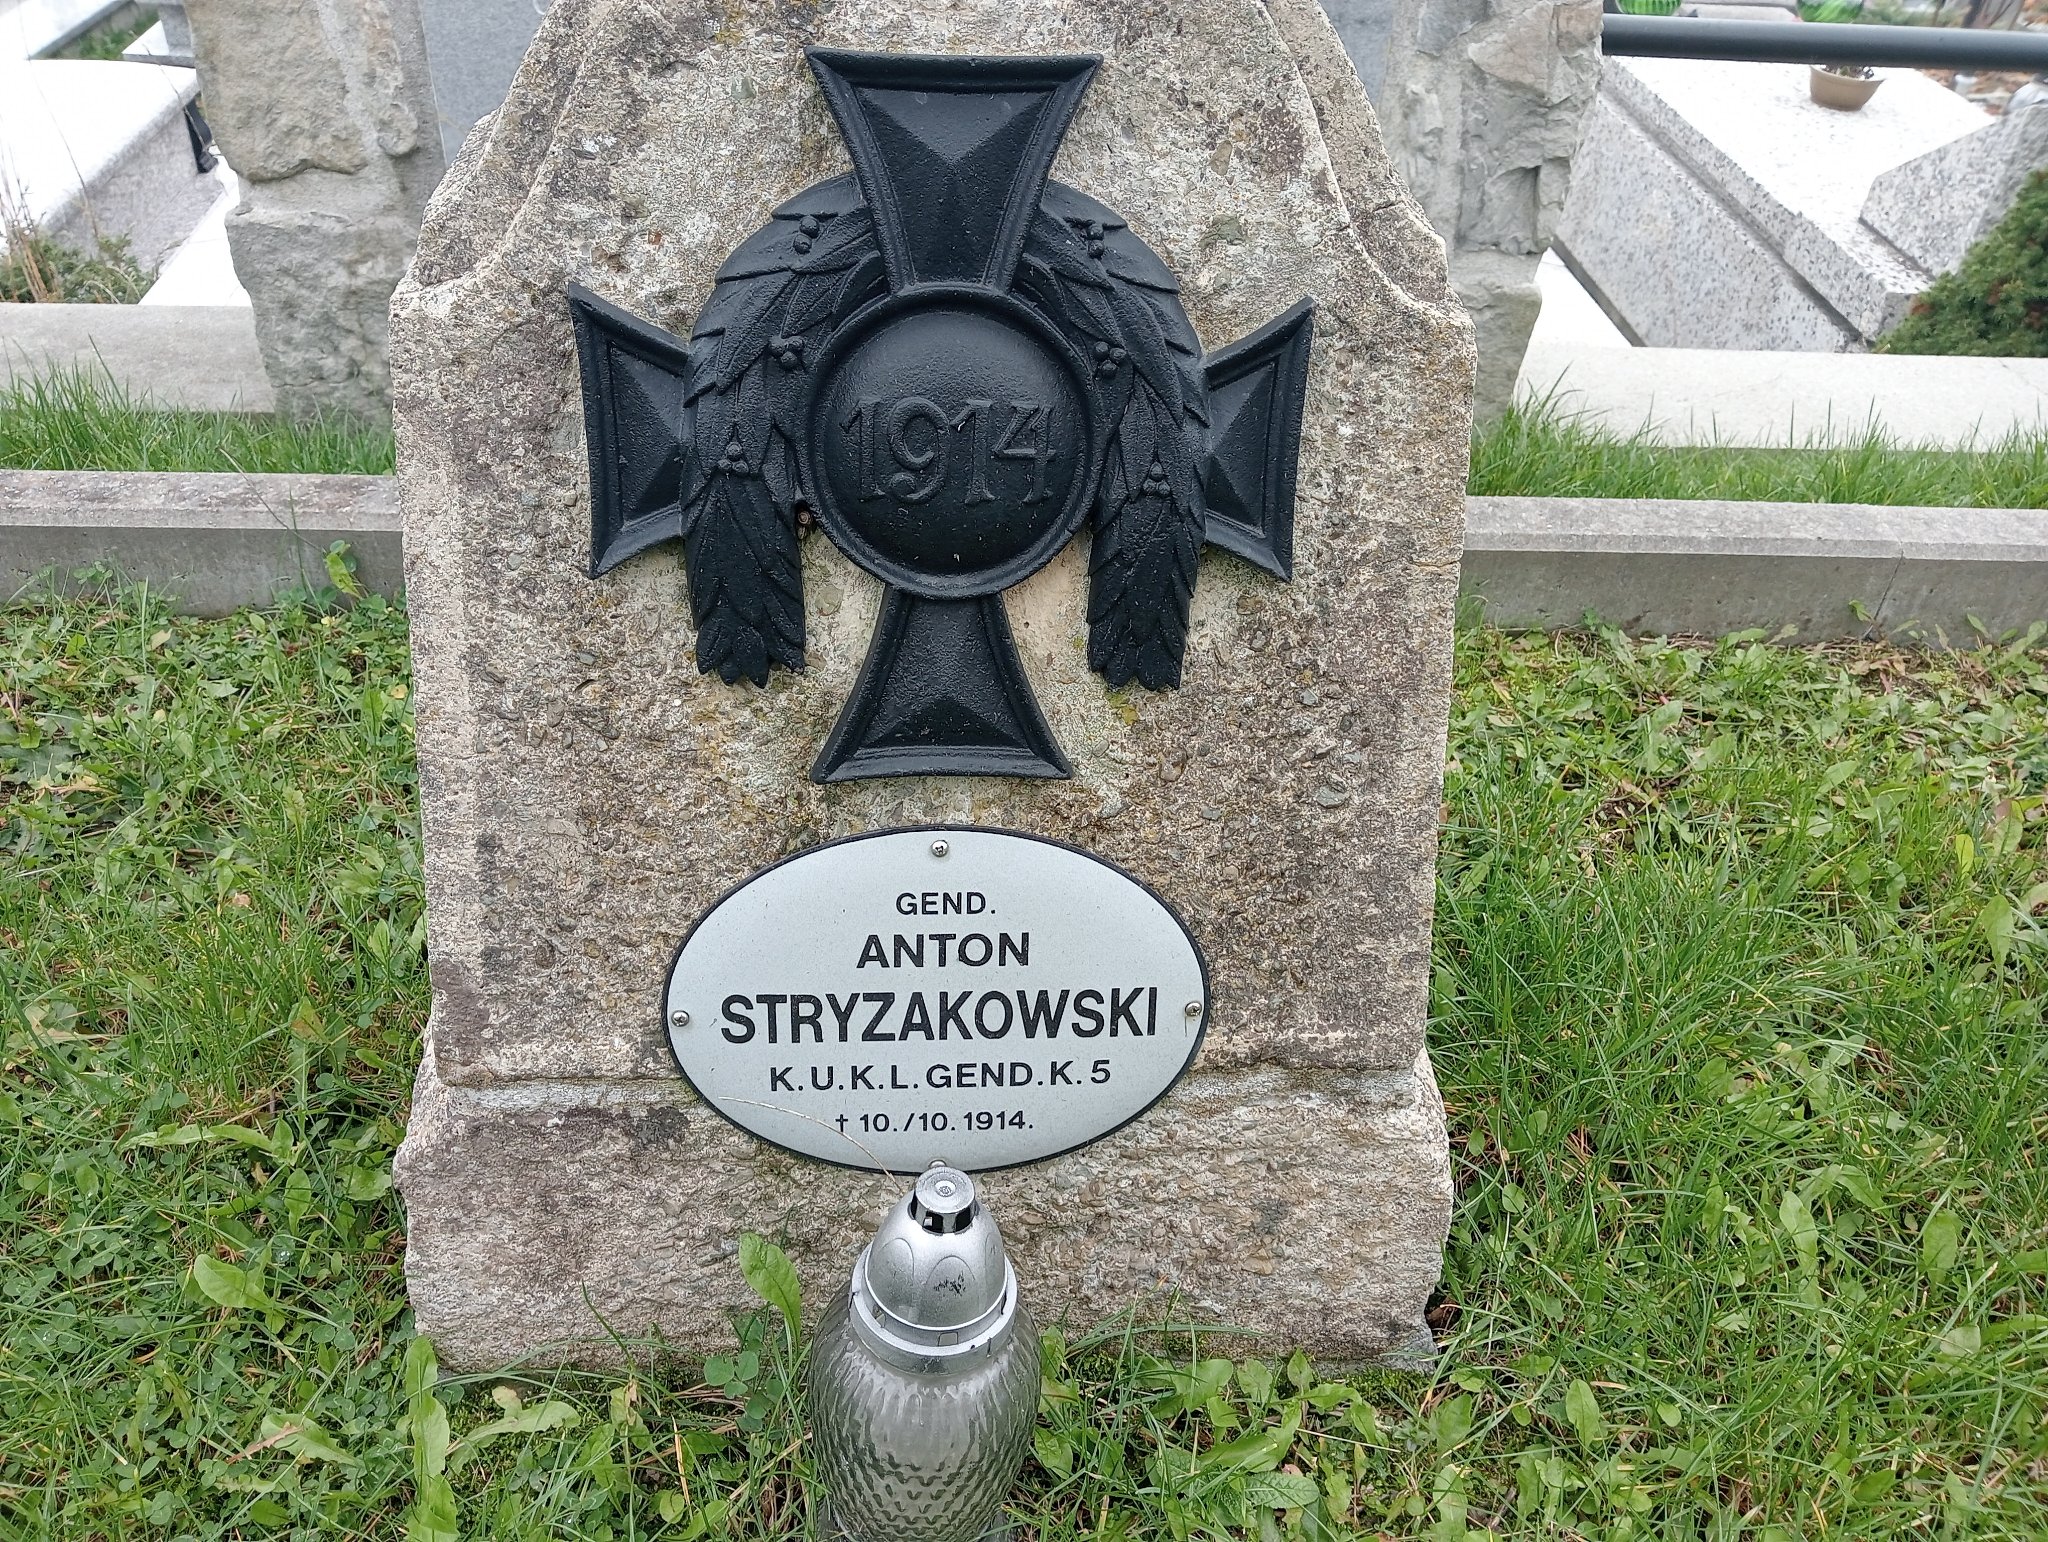 1914
GEND.
ANTON
STRYZAKOWSKI
K.U.K.L.GEND.K.5
† 10./10.1914.